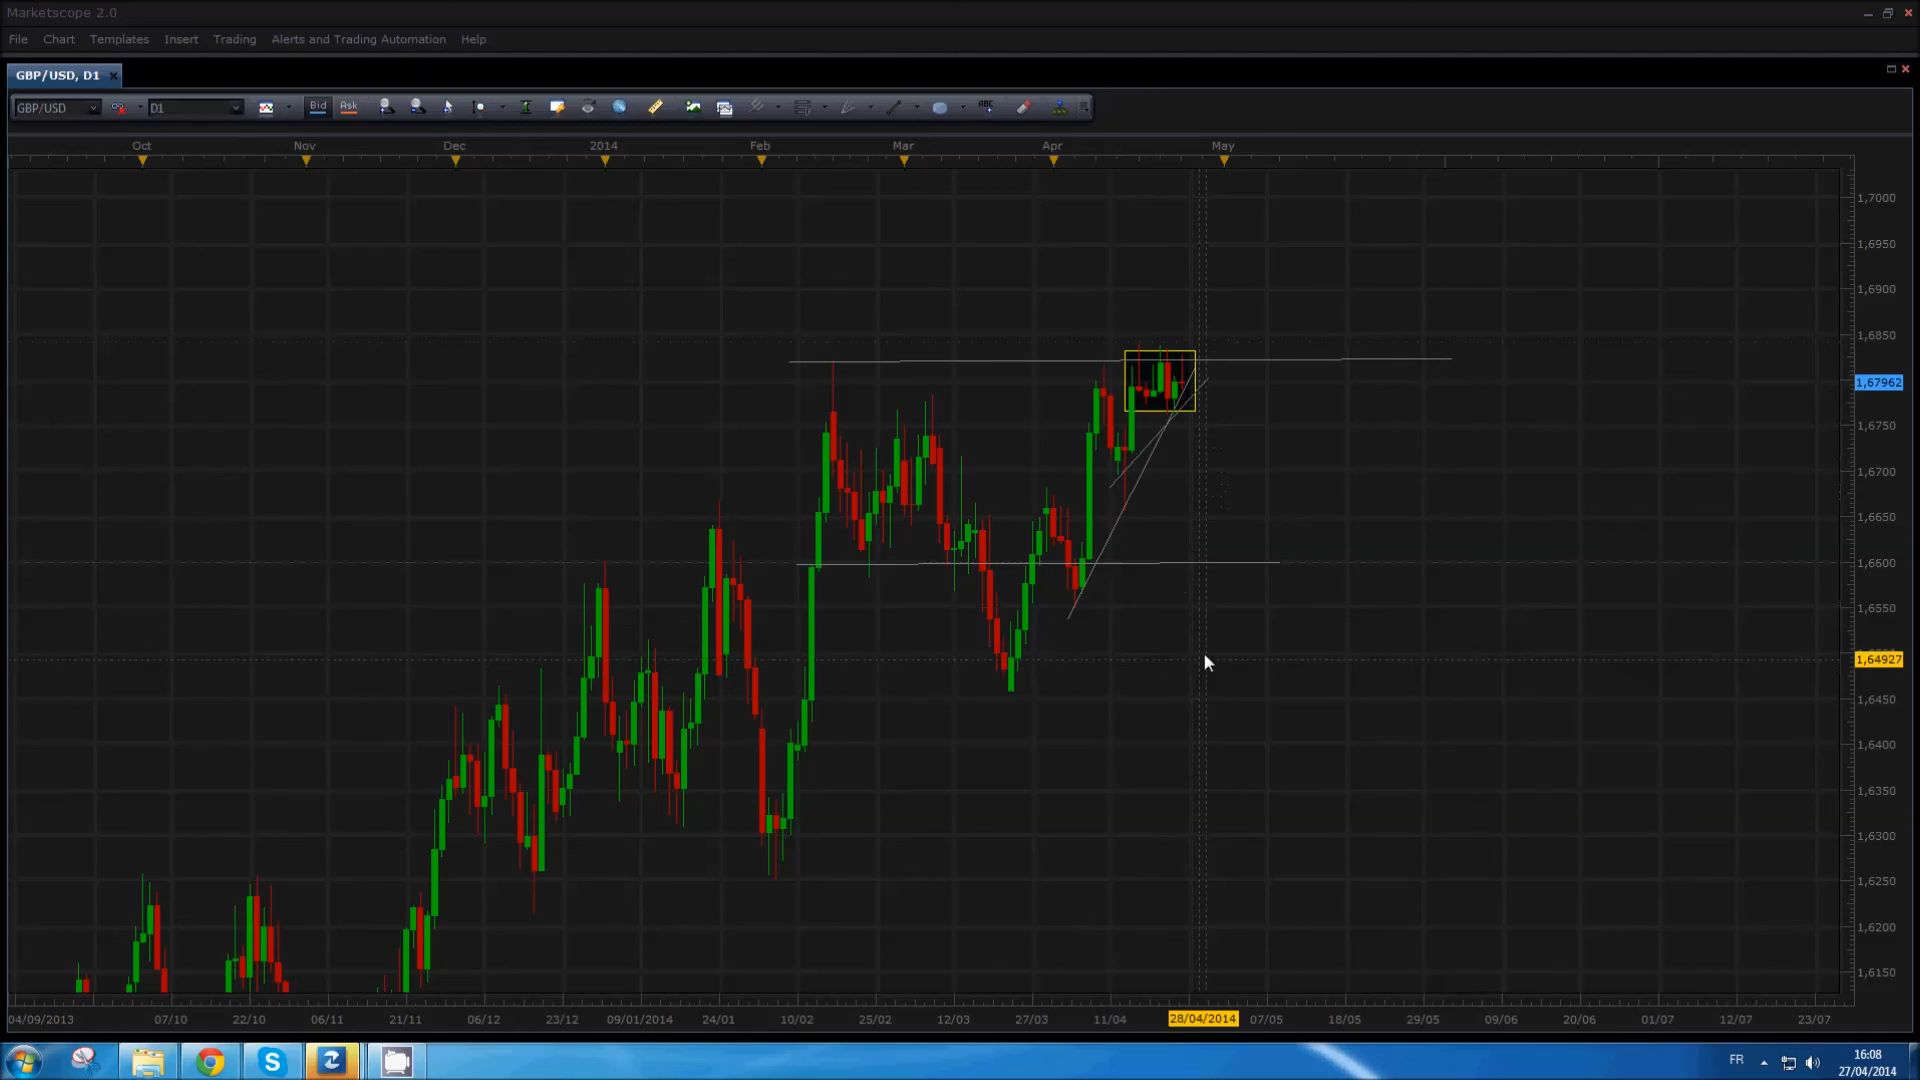 Marketscope 2.0
File Chart Templates Insert Trading Alerts and Trading Automation Help
GBP/USD, D1
GBP/USD D1 Bid Ask ABC
Oct Nov Dec 2014 Feb Mar Apr May
1,7000
1,6950
1,6900
1,6850
1,67962
1,6750
1,6700
1,6650
1,6600
1,6550
1,64927
1,6450
1,6400
1,6350
1,6300
1,6250
1,6200
1,6150
04/09/2013 07/10 22/10 06/11 21/11 06/12 23/12 09/01/2014 24/01 10/02 25/02 12/03 27/03 11/04 28/04/2014 07/05 18/05 29/05 09/06 20/06 01/07 12/07 23/07
FR 16:08
27/04/2014